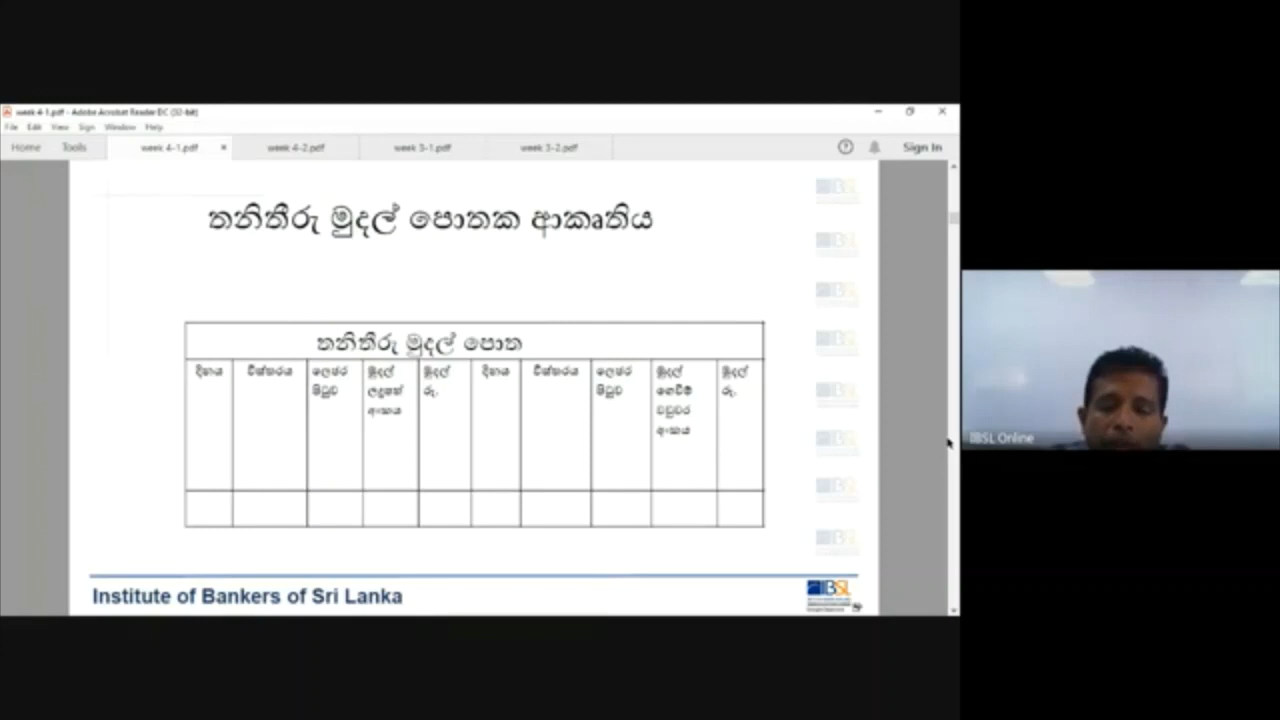 week 4-1.pdf - Adobe Acrobat Reader DC (32-bit)
File Edit View Sign Window Help
Home Tools week 4-1.pdf × week 4-2.pdf week 3-1.pdf week 3-2.pdf Sign In
තනිතීරු මුදල් පොතක ආකෘතිය
තනිතීරු මුදල් පොත
දිනය විස්තරය ලෙජර මුදල් මුදල් දිනය විස්තරය ලෙජර මුදල් මුදල්
පිටුව ලදුපත් රු. පිටුව ගෙවීම් රු.
අංකය වවුචර
අංකය
Institute of Bankers of Sri Lanka
IBSL
IBSL Online